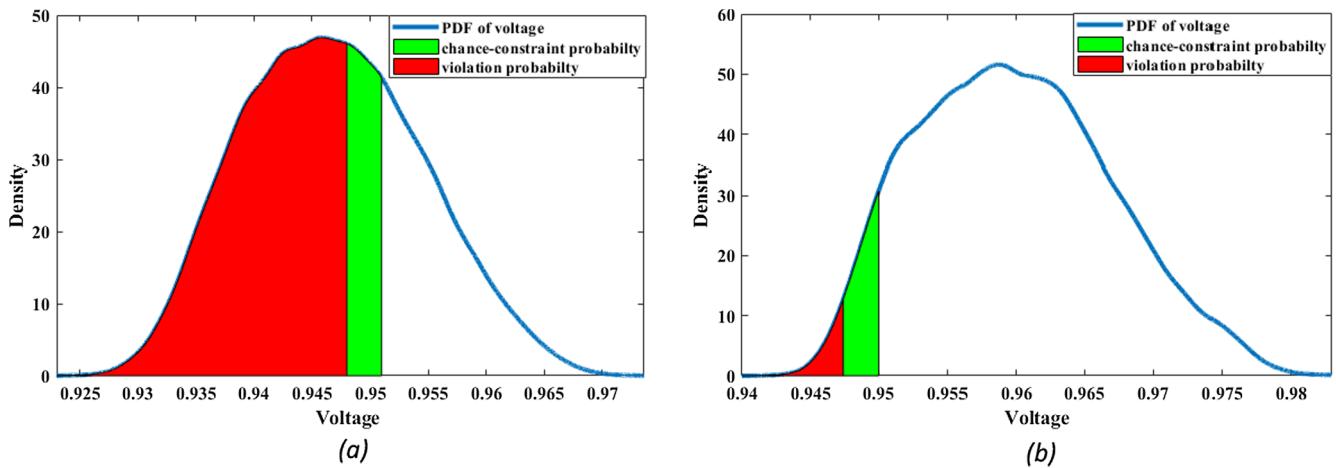 50
40
30
20
10
0
Density
PDF of voltage
chance-constraint probabilty
violation probabilty
0.925 0.93 0.935 0.94 0.945 0.95 0.955 0.96 0.965 0.97
Voltage
(a)
60
50
40
30
20
10
0
Density
PDF of voltage
chance-constraint probabilty
violation probabilty
0.94 0.945 0.95 0.955 0.96 0.965 0.97 0.975 0.98
Voltage
(b)